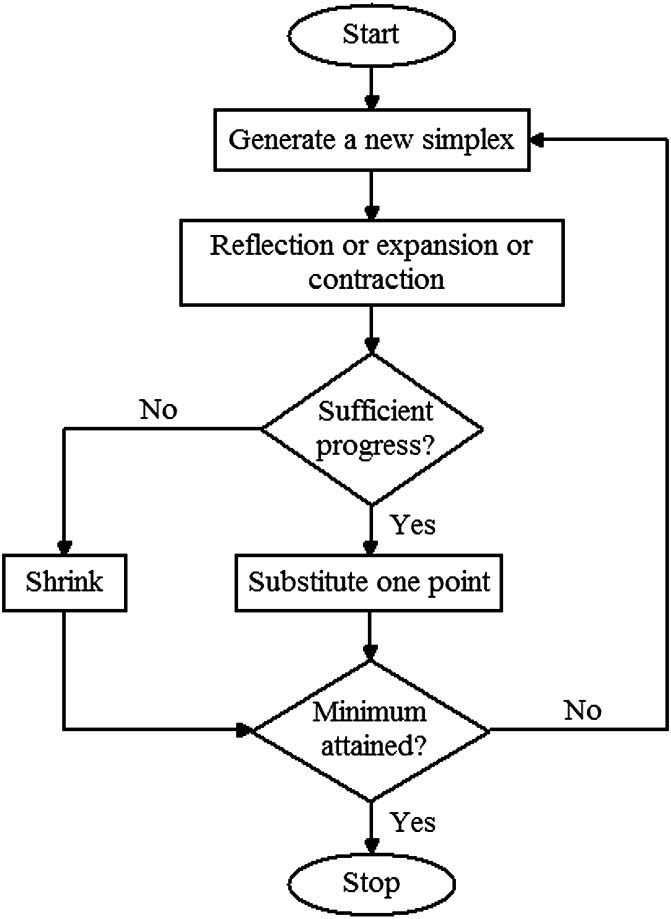 Start
Generate a new simplex
Reflection or expansion or
contraction
Sufficient
progress?
No
Yes
Shrink
Substitute one point
Minimum
attained?
No
Yes
Stop